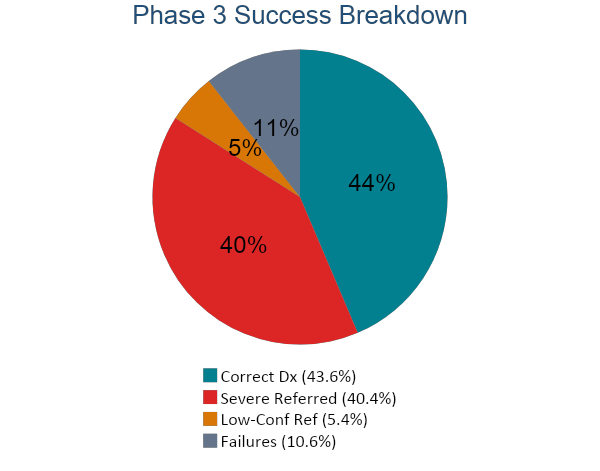 Phase 3 Success Breakdown
11%
5%
44%
40%
Correct Dx (43.6%)
Severe Referred (40.4%)
Low-Conf Ref (5.4%)
Failures (10.6%)